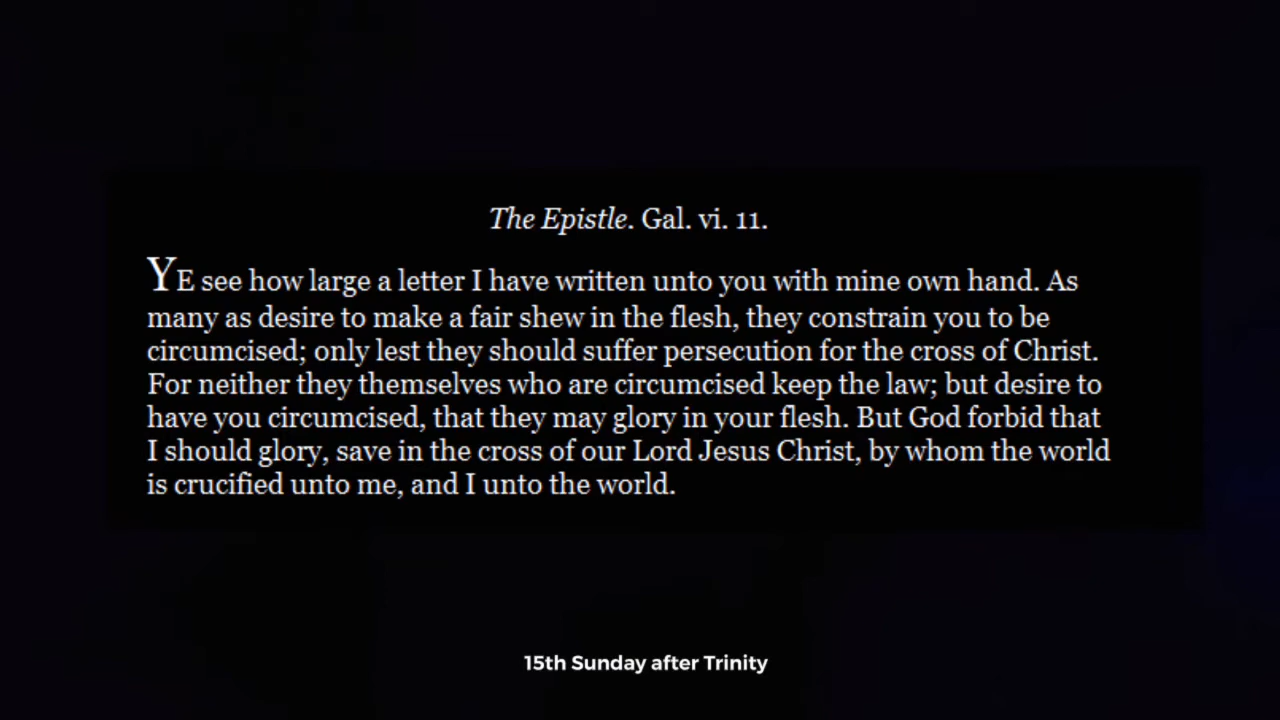 The Epistle. Gal. vi. 11.
YE see how large a letter I have written unto you with mine own hand. As
many as desire to make a fair shew in the flesh, they constrain you to be
circumcised; only lest they should suffer persecution for the cross of Christ.
For neither they themselves who are circumcised keep the law; but desire to
have you circumcised, that they may glory in your flesh. But God forbid that
I should glory, save in the cross of our Lord Jesus Christ, by whom the world
is crucified unto me, and I unto the world.
15th Sunday after Trinity